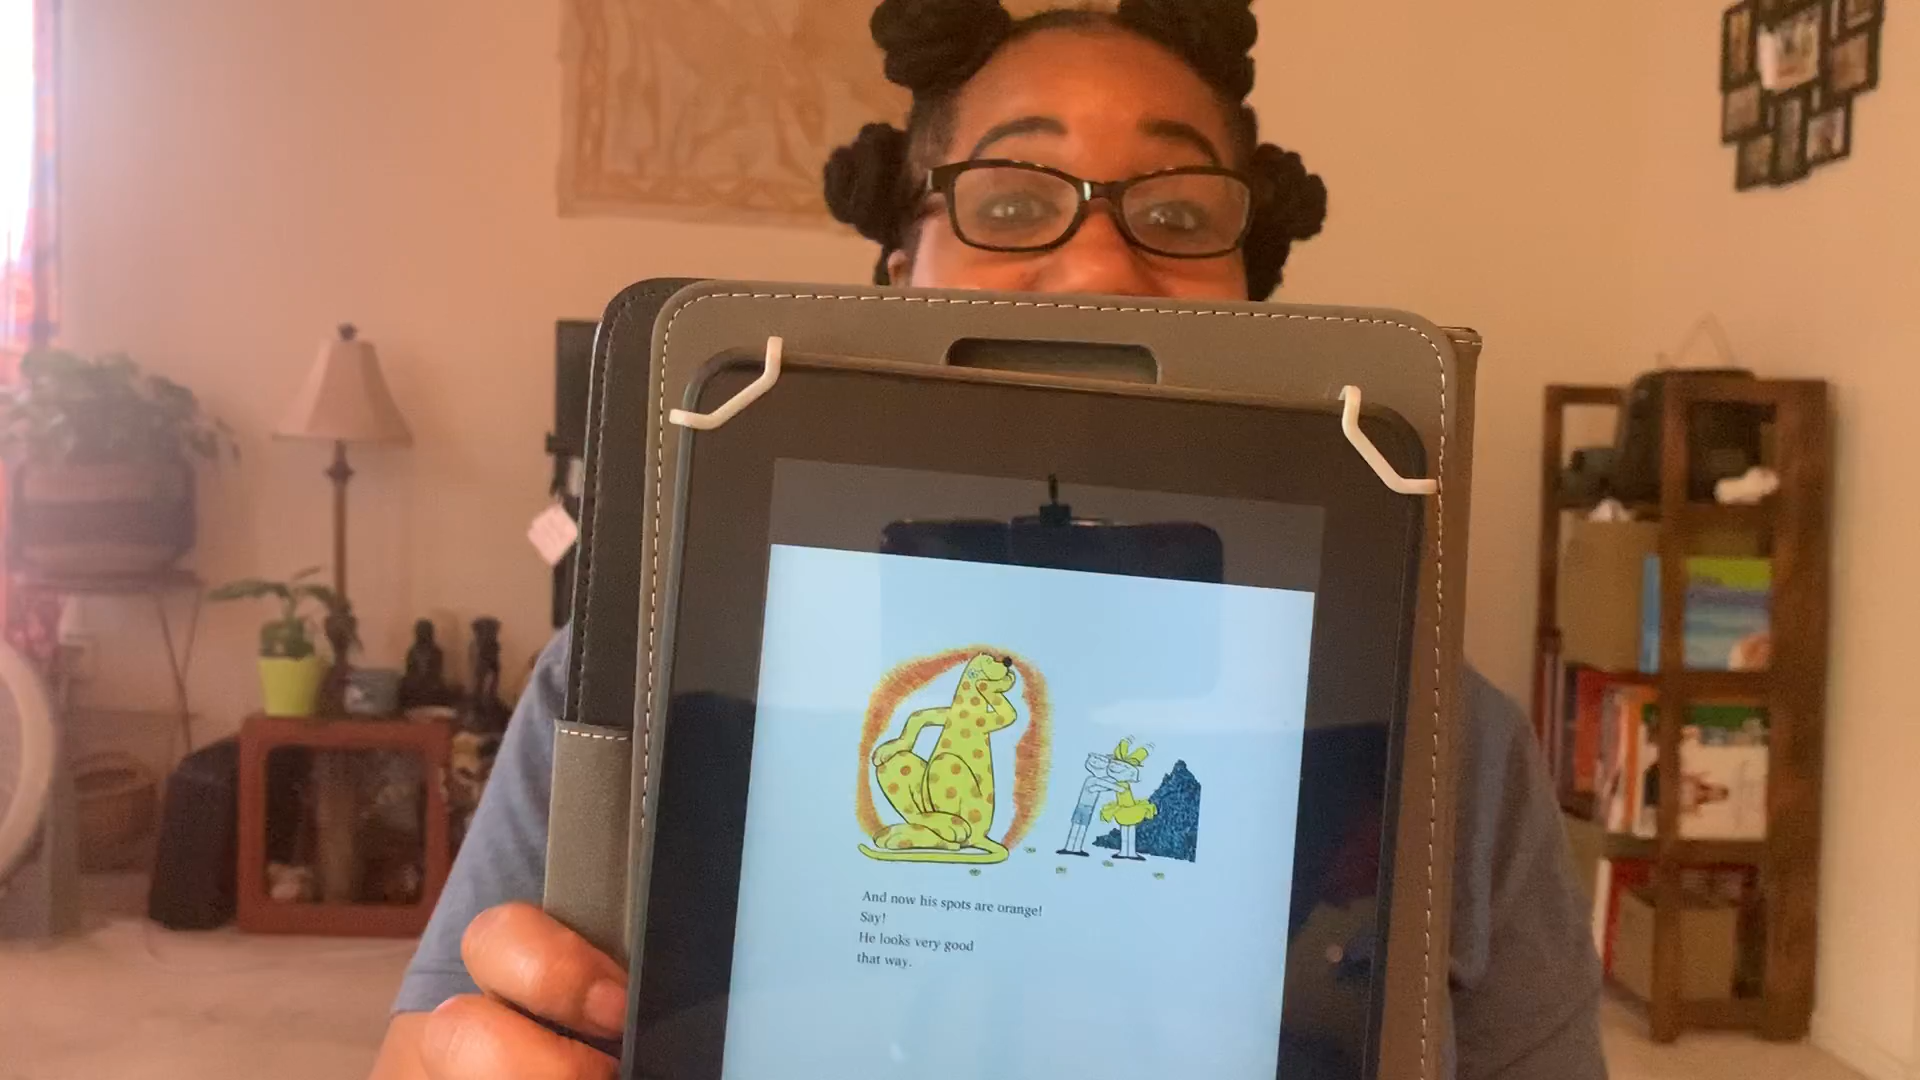 And now his spots are orange!
Say!
He looks very good
that way.